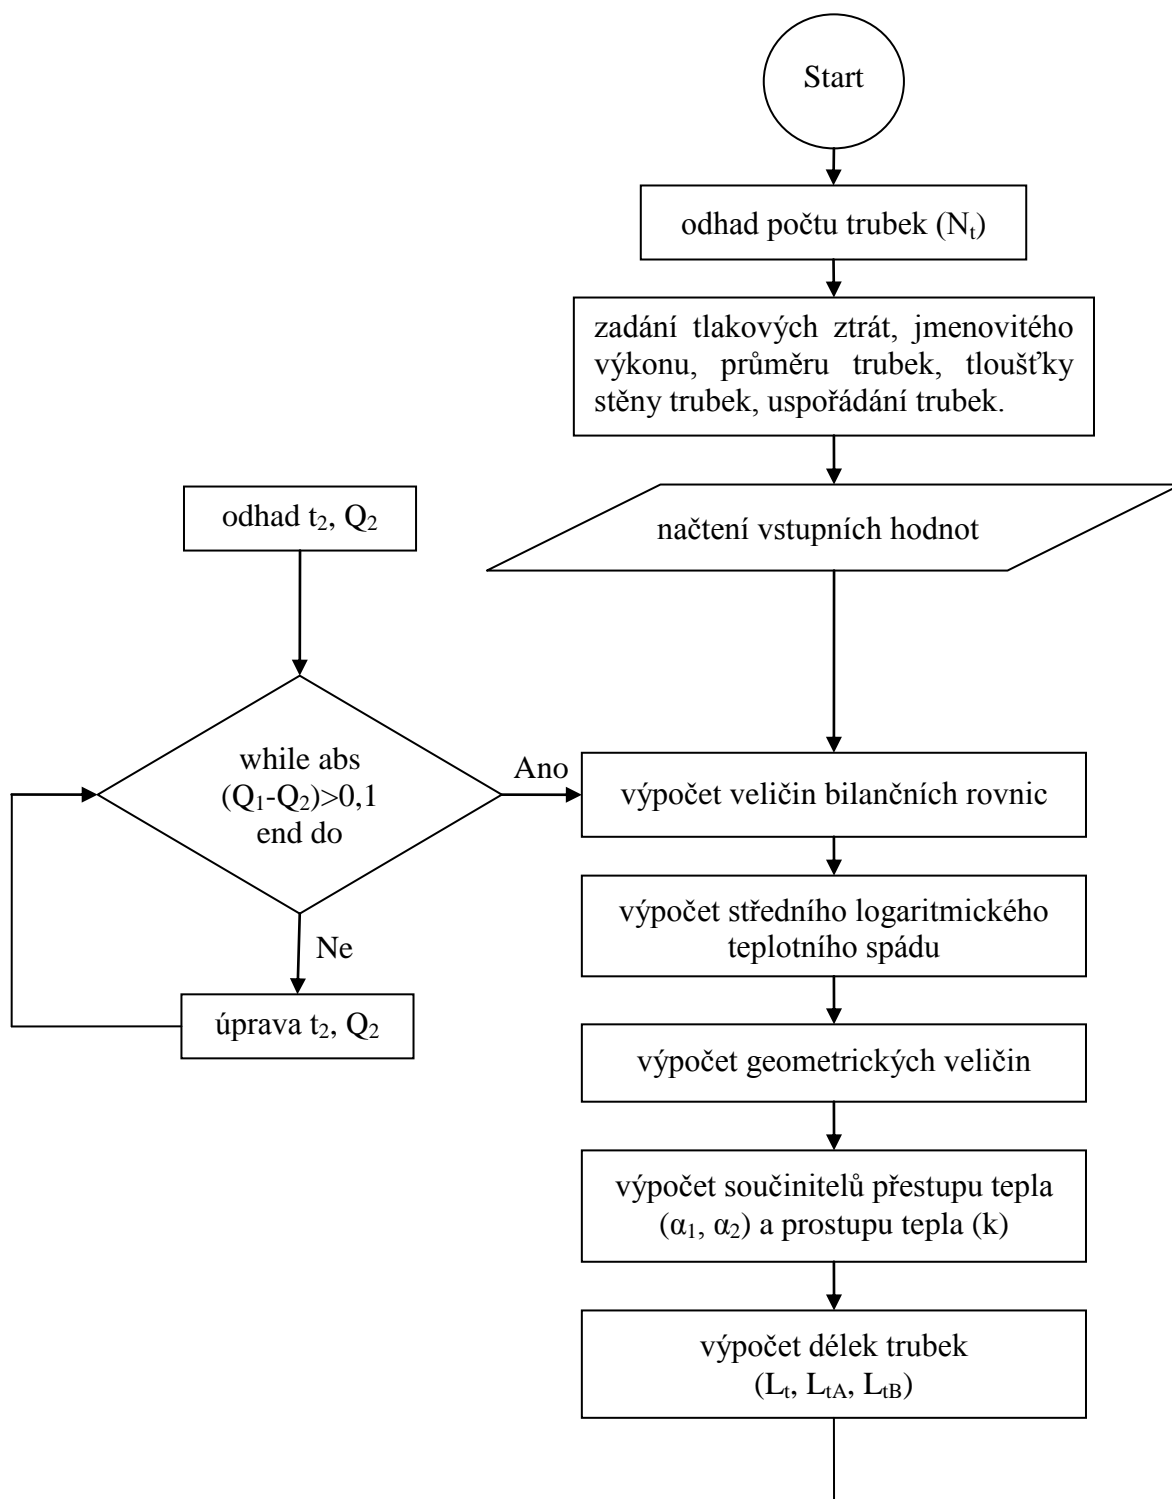 Start
odhad počtu trubek (Nₜ)
zadání tlakových ztrát, jmenovitého
výkonu, průměru trubek, tloušťky
stěny trubek, uspořádání trubek.
načtení vstupních hodnot
odhad t₂, Q₂
while abs
(Q₁-Q₂)>0,1
end do
Ano
Ne
úprava t₂, Q₂
výpočet veličin bilančních rovnic
výpočet středního logaritmického
teplotního spádu
výpočet geometrických veličin
výpočet součinitelů přestupu tepla
(α₁, α₂) a prostupu tepla (k)
výpočet délek trubek
(Lₜ, LₜA, LₜB)